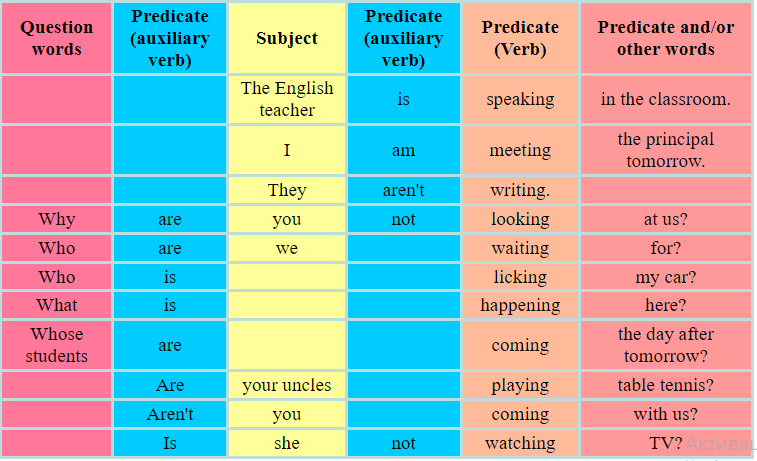 Question words Predicate (auxiliary verb) Subject Predicate (auxiliary verb) Predicate (Verb) Predicate and/or other words
The English teacher is speaking in the classroom.
I am meeting the principal tomorrow.
They aren't writing.
Why are you not looking at us?
Who are we waiting for?
Who is licking my car?
What is happening here?
Whose students are coming the day after tomorrow?
Are your uncles playing table tennis?
Aren't you coming with us?
Is she not watching TV?